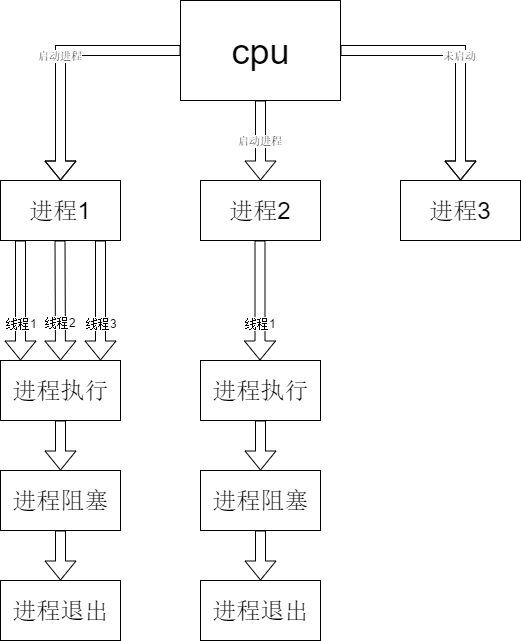 cpu
启动进程
启动进程
未启动
进程1
进程2
进程3
线程1
线程2
线程3
线程1
进程执行
进程执行
进程阻塞
进程阻塞
进程退出
进程退出